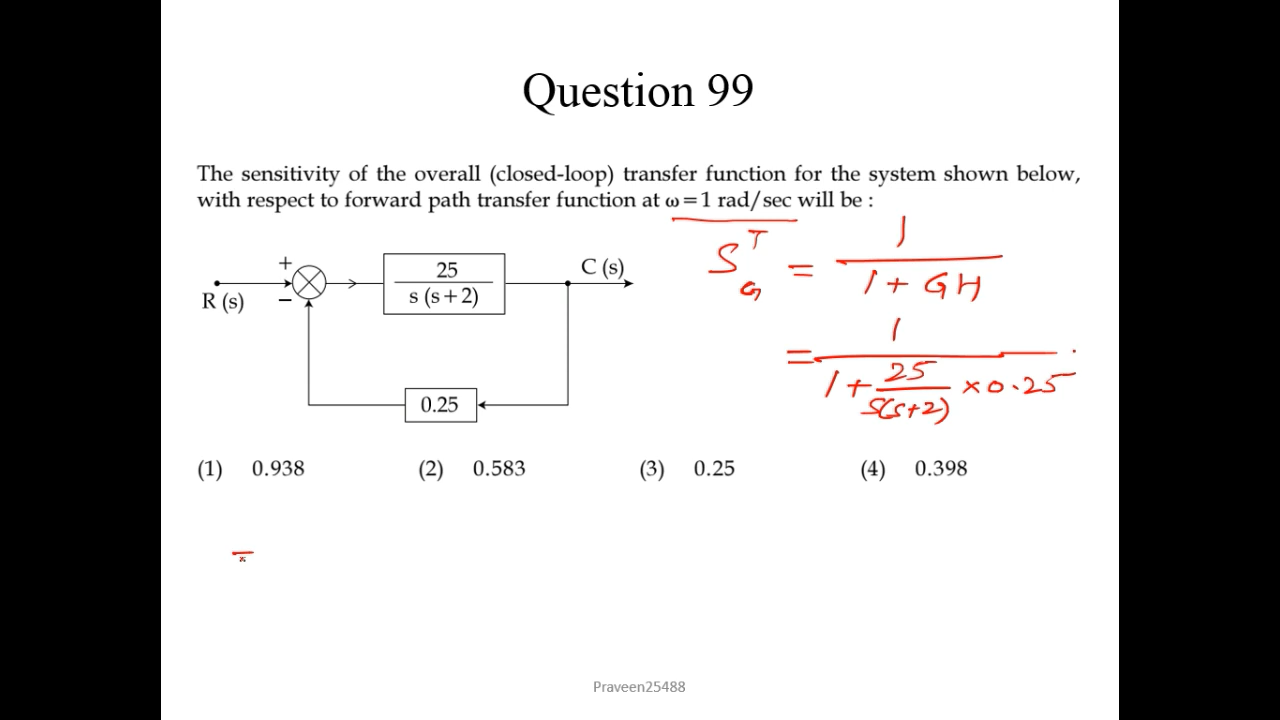 Question 99
The sensitivity of the overall (closed-loop) transfer function for the system shown below,
with respect to forward path transfer function at ω=1 rad/sec will be :
R (s)
+
−
25
s (s+2)
C (s)
0.25
S T G = 1
1 + GH
= 1
1 + 25 × 0.25
s(s+2)
(1) 0.938 (2) 0.583 (3) 0.25 (4) 0.398
Praveen25488